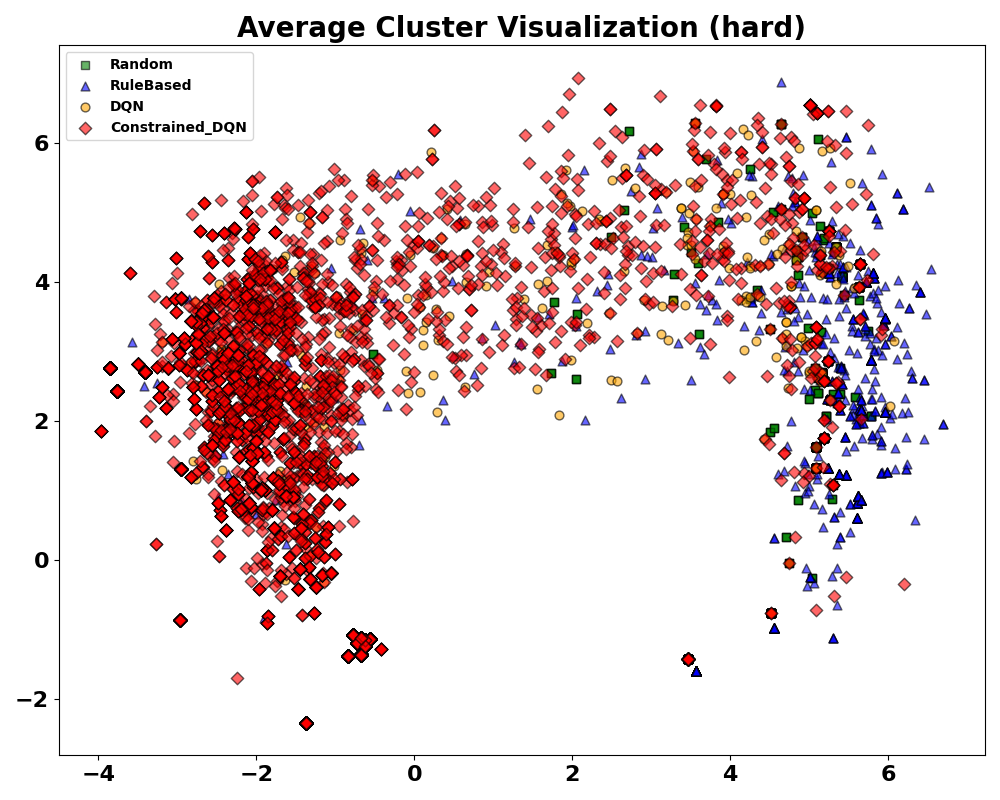 Average Cluster Visualization (hard)
Random
RuleBased
DQN
Constrained_DQN
6
4
2
0
−2
−4 −2 0 2 4 6